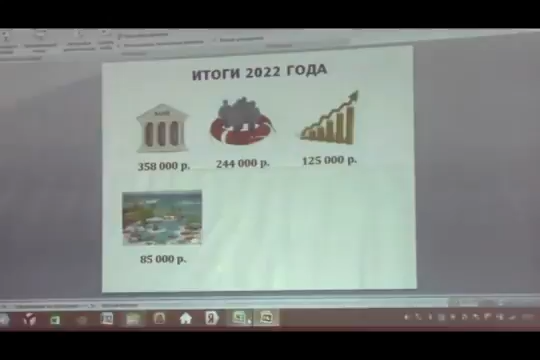 ИТОГИ 2022 ГОДА
358 000 р.
244 000 р.
125 000 р.
85 000 р.